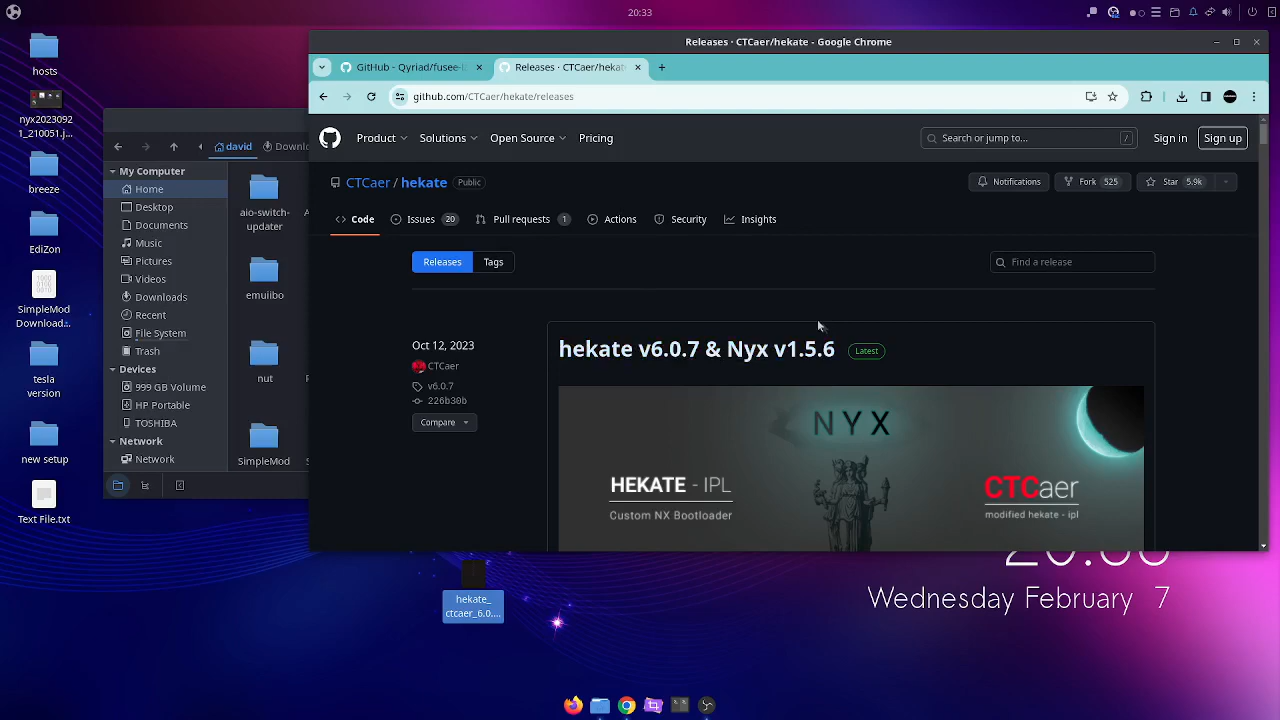 20:33
hosts
nyx2023092
1_210051.j...
breeze
EdiZon
SimpleMod
Download...
tesla
version
new setup
Text File.txt
david
Downlo
My Computer
Home
Desktop
Documents
Music
Pictures
Videos
Downloads
Recent
File System
Trash
Devices
999 GB Volume
HP Portable
TOSHIBA
Network
Network
aio-switch-
updater
emuiibo
nut
SimpleMod
Releases · CTCaer/hekate - Google Chrome
GitHub - Qyriad/fusee-
Releases · CTCaer/hekat
github.com/CTCaer/hekate/releases
Product
Solutions
Open Source
Pricing
Search or jump to...
/
Sign in
Sign up
CTCaer / hekate
Public
Notifications
Fork 525
Star 5.9k
Code
Issues 20
Pull requests 1
Actions
Security
Insights
Releases
Tags
Find a release
Oct 12, 2023
CTCaer
v6.0.7
226b30b
Compare
hekate v6.0.7 & Nyx v1.5.6
Latest
NYX
HEKATE - IPL
Custom NX Bootloader
CTCaer
modified hekate - ipl
Wednesday February 7
hekate_
ctcaer_6.0....